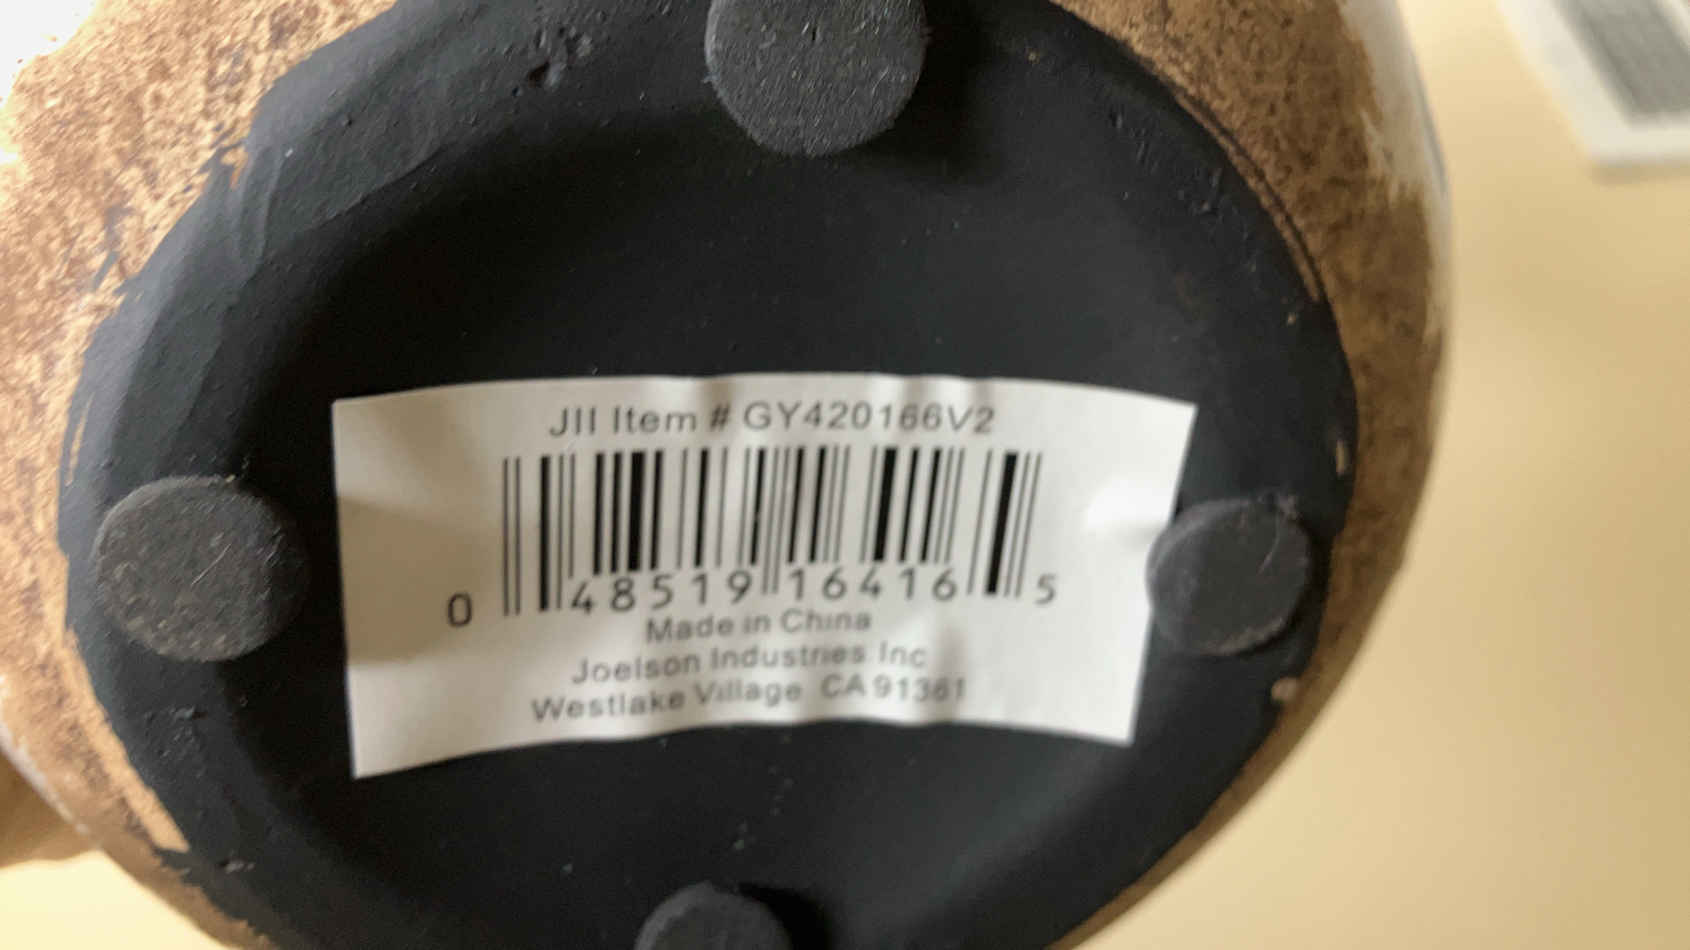 JII Item # GY420166V2
0 48519 16416 5
Made in China
Joelson Industries Inc
Westlake Village CA 91361